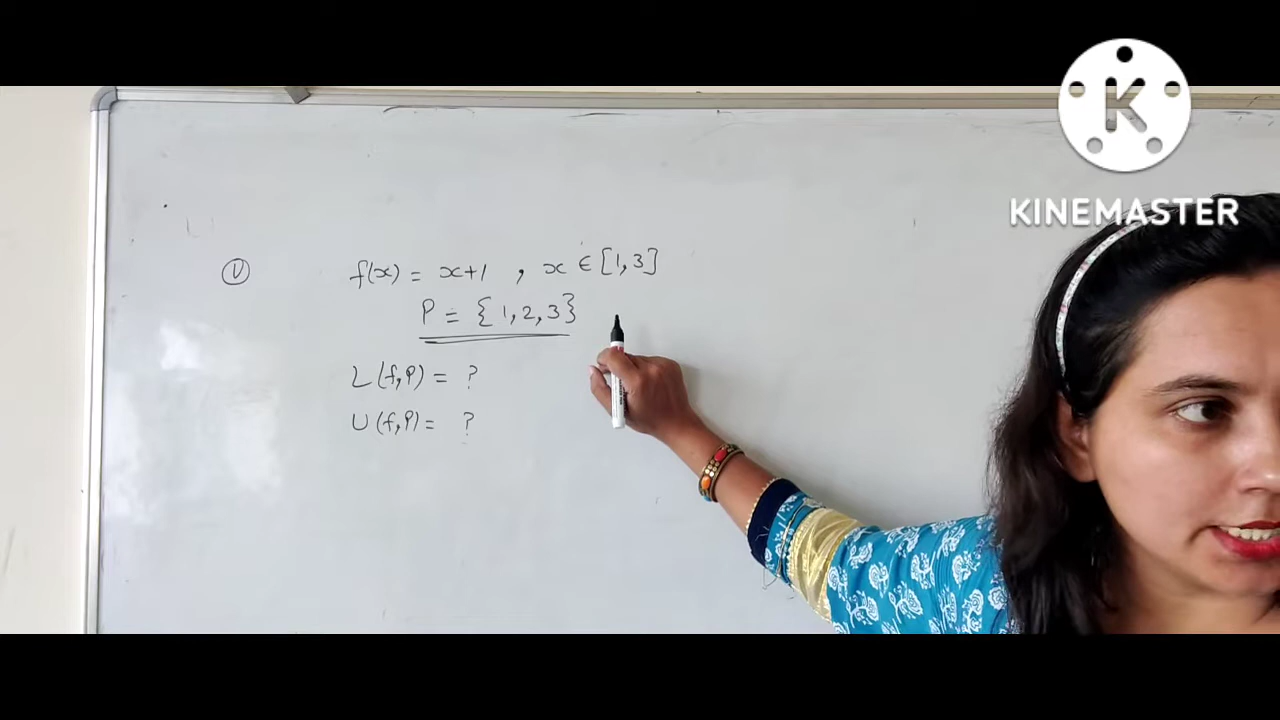 ① f(x) = x+1 , x ∈ [1,3]
P = {1,2,3}
L(f,P) = ?
U(f,P) = ?
KINEMASTER